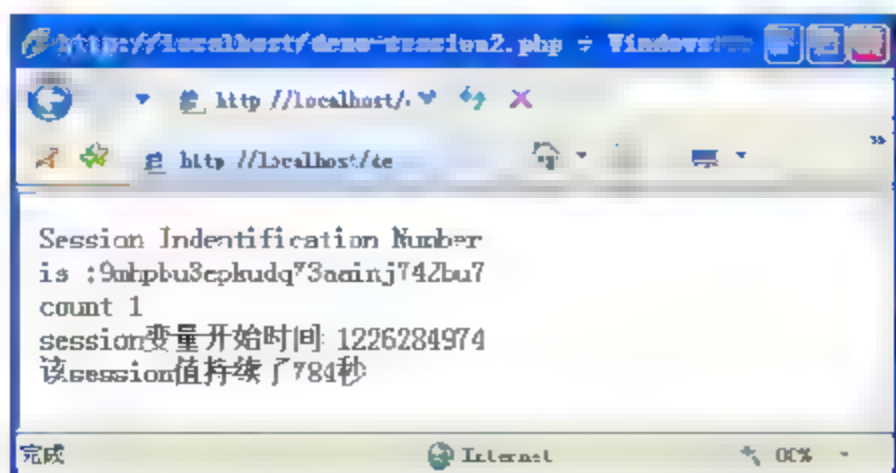 http://localhost/demo-session2.php - Windows
http://localhost/
http://localhost/de
Session Indentification Number
is :
count 1
session变量开始时间: 1226284974
该session值持续了784秒
完成
Internet